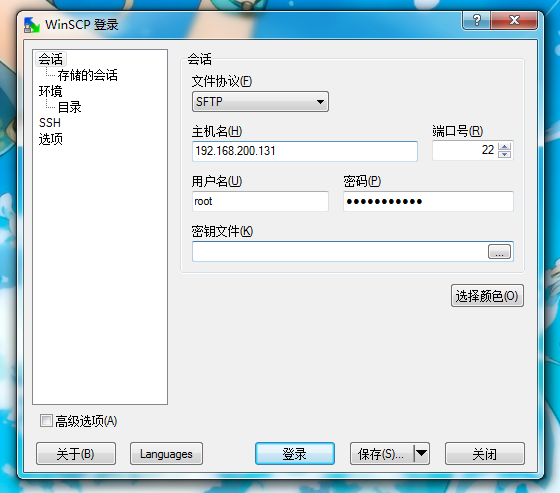 WinSCP 登录
会话
存储的会话
环境
目录
SSH
选项
会话
文件协议(F)
SFTP
主机名(H) 端口号(R)
192.168.200.131 22
用户名(U) 密码(P)
root ●●●●●●●●●●●
密钥文件(K)
...
选择颜色(O)
高级选项(A)
关于(B) Languages 登录 保存(S)... 关闭